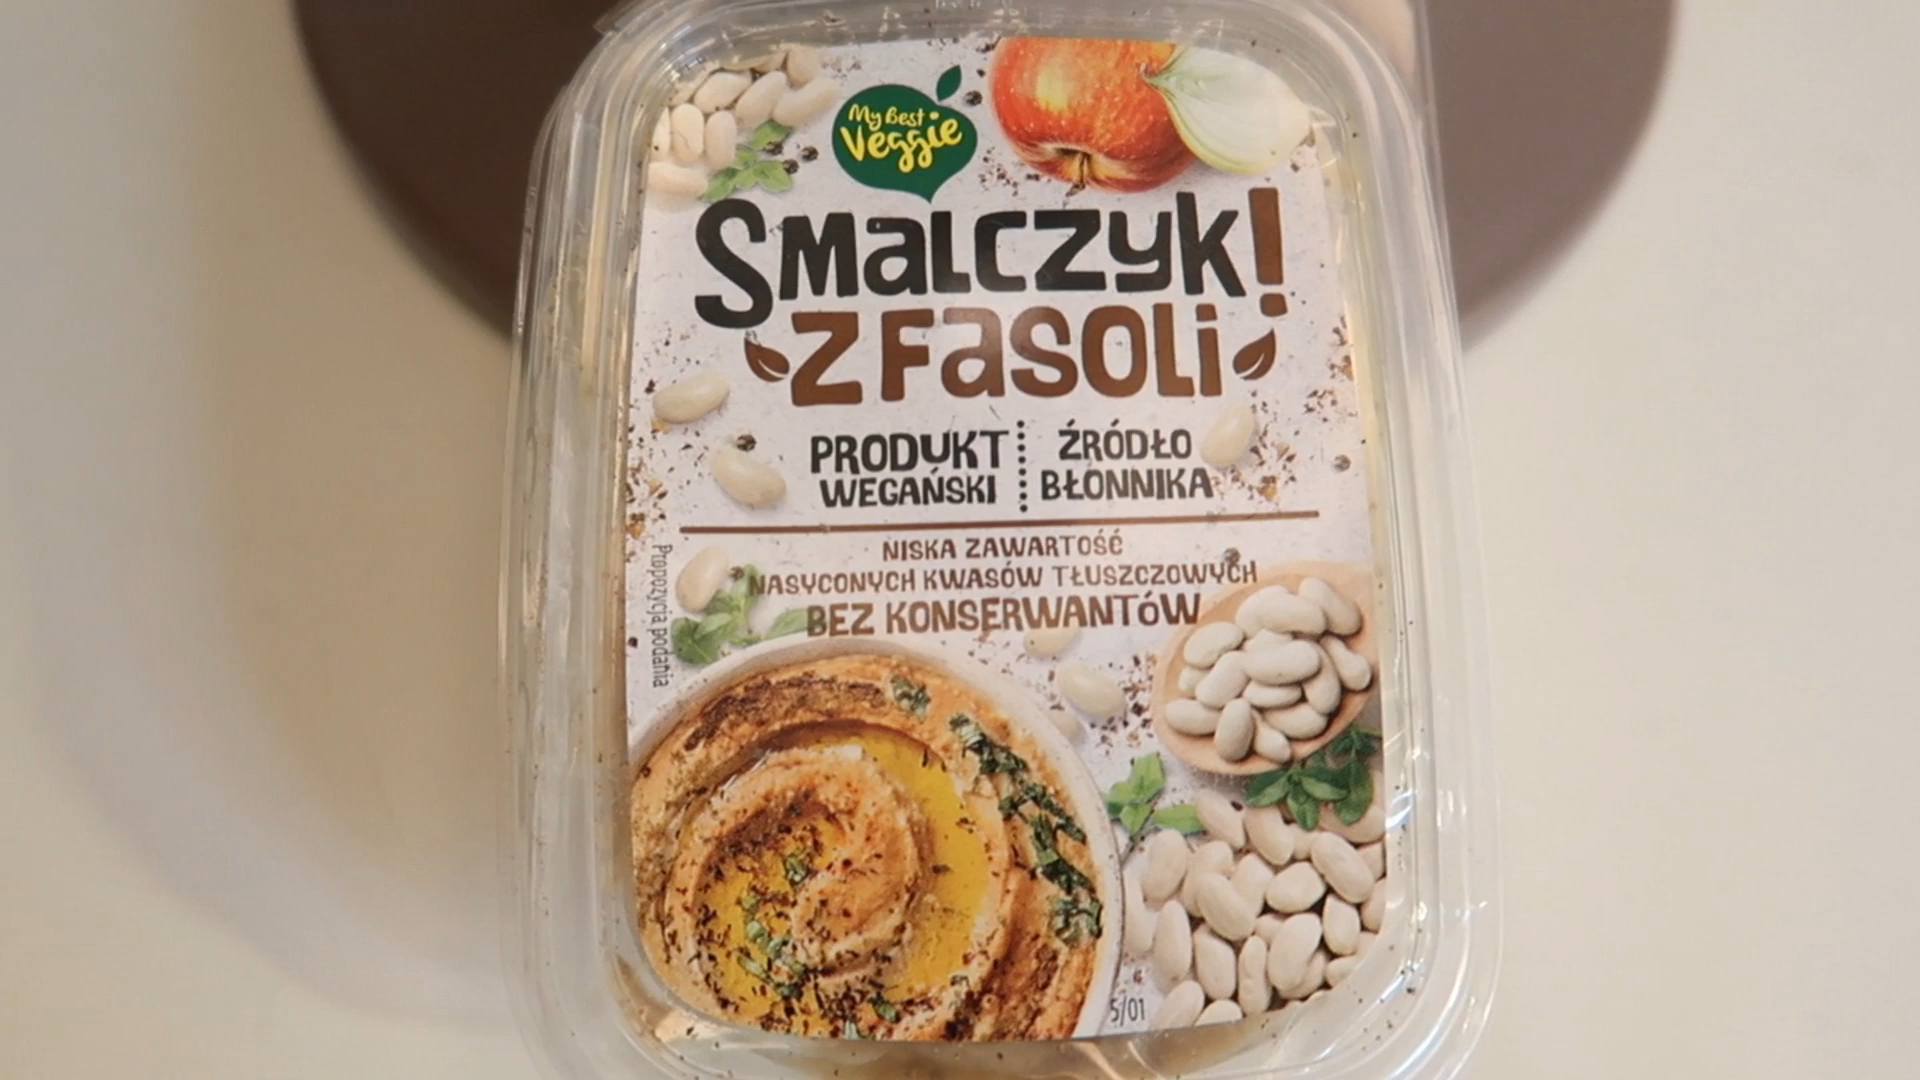 My Best
Veggie
Smalczyk!
z fasoli
PRODUKT
WEGAŃSKI
ŹRÓDŁO
BŁONNIKA
NISKA ZAWARTOŚĆ
NASYCONYCH KWASÓW TŁUSZCZOWYCH
BEZ KONSERWANTÓW
Propozycja podania
5/01